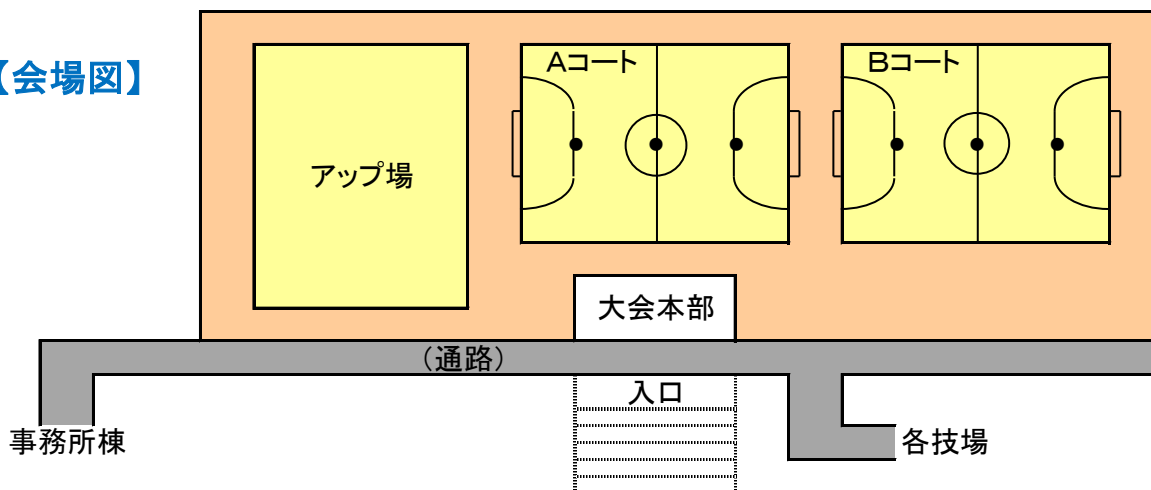 【会場図】
Aコート
Bコート
アップ場
大会本部
（通路）
入口
事務所棟
各技場